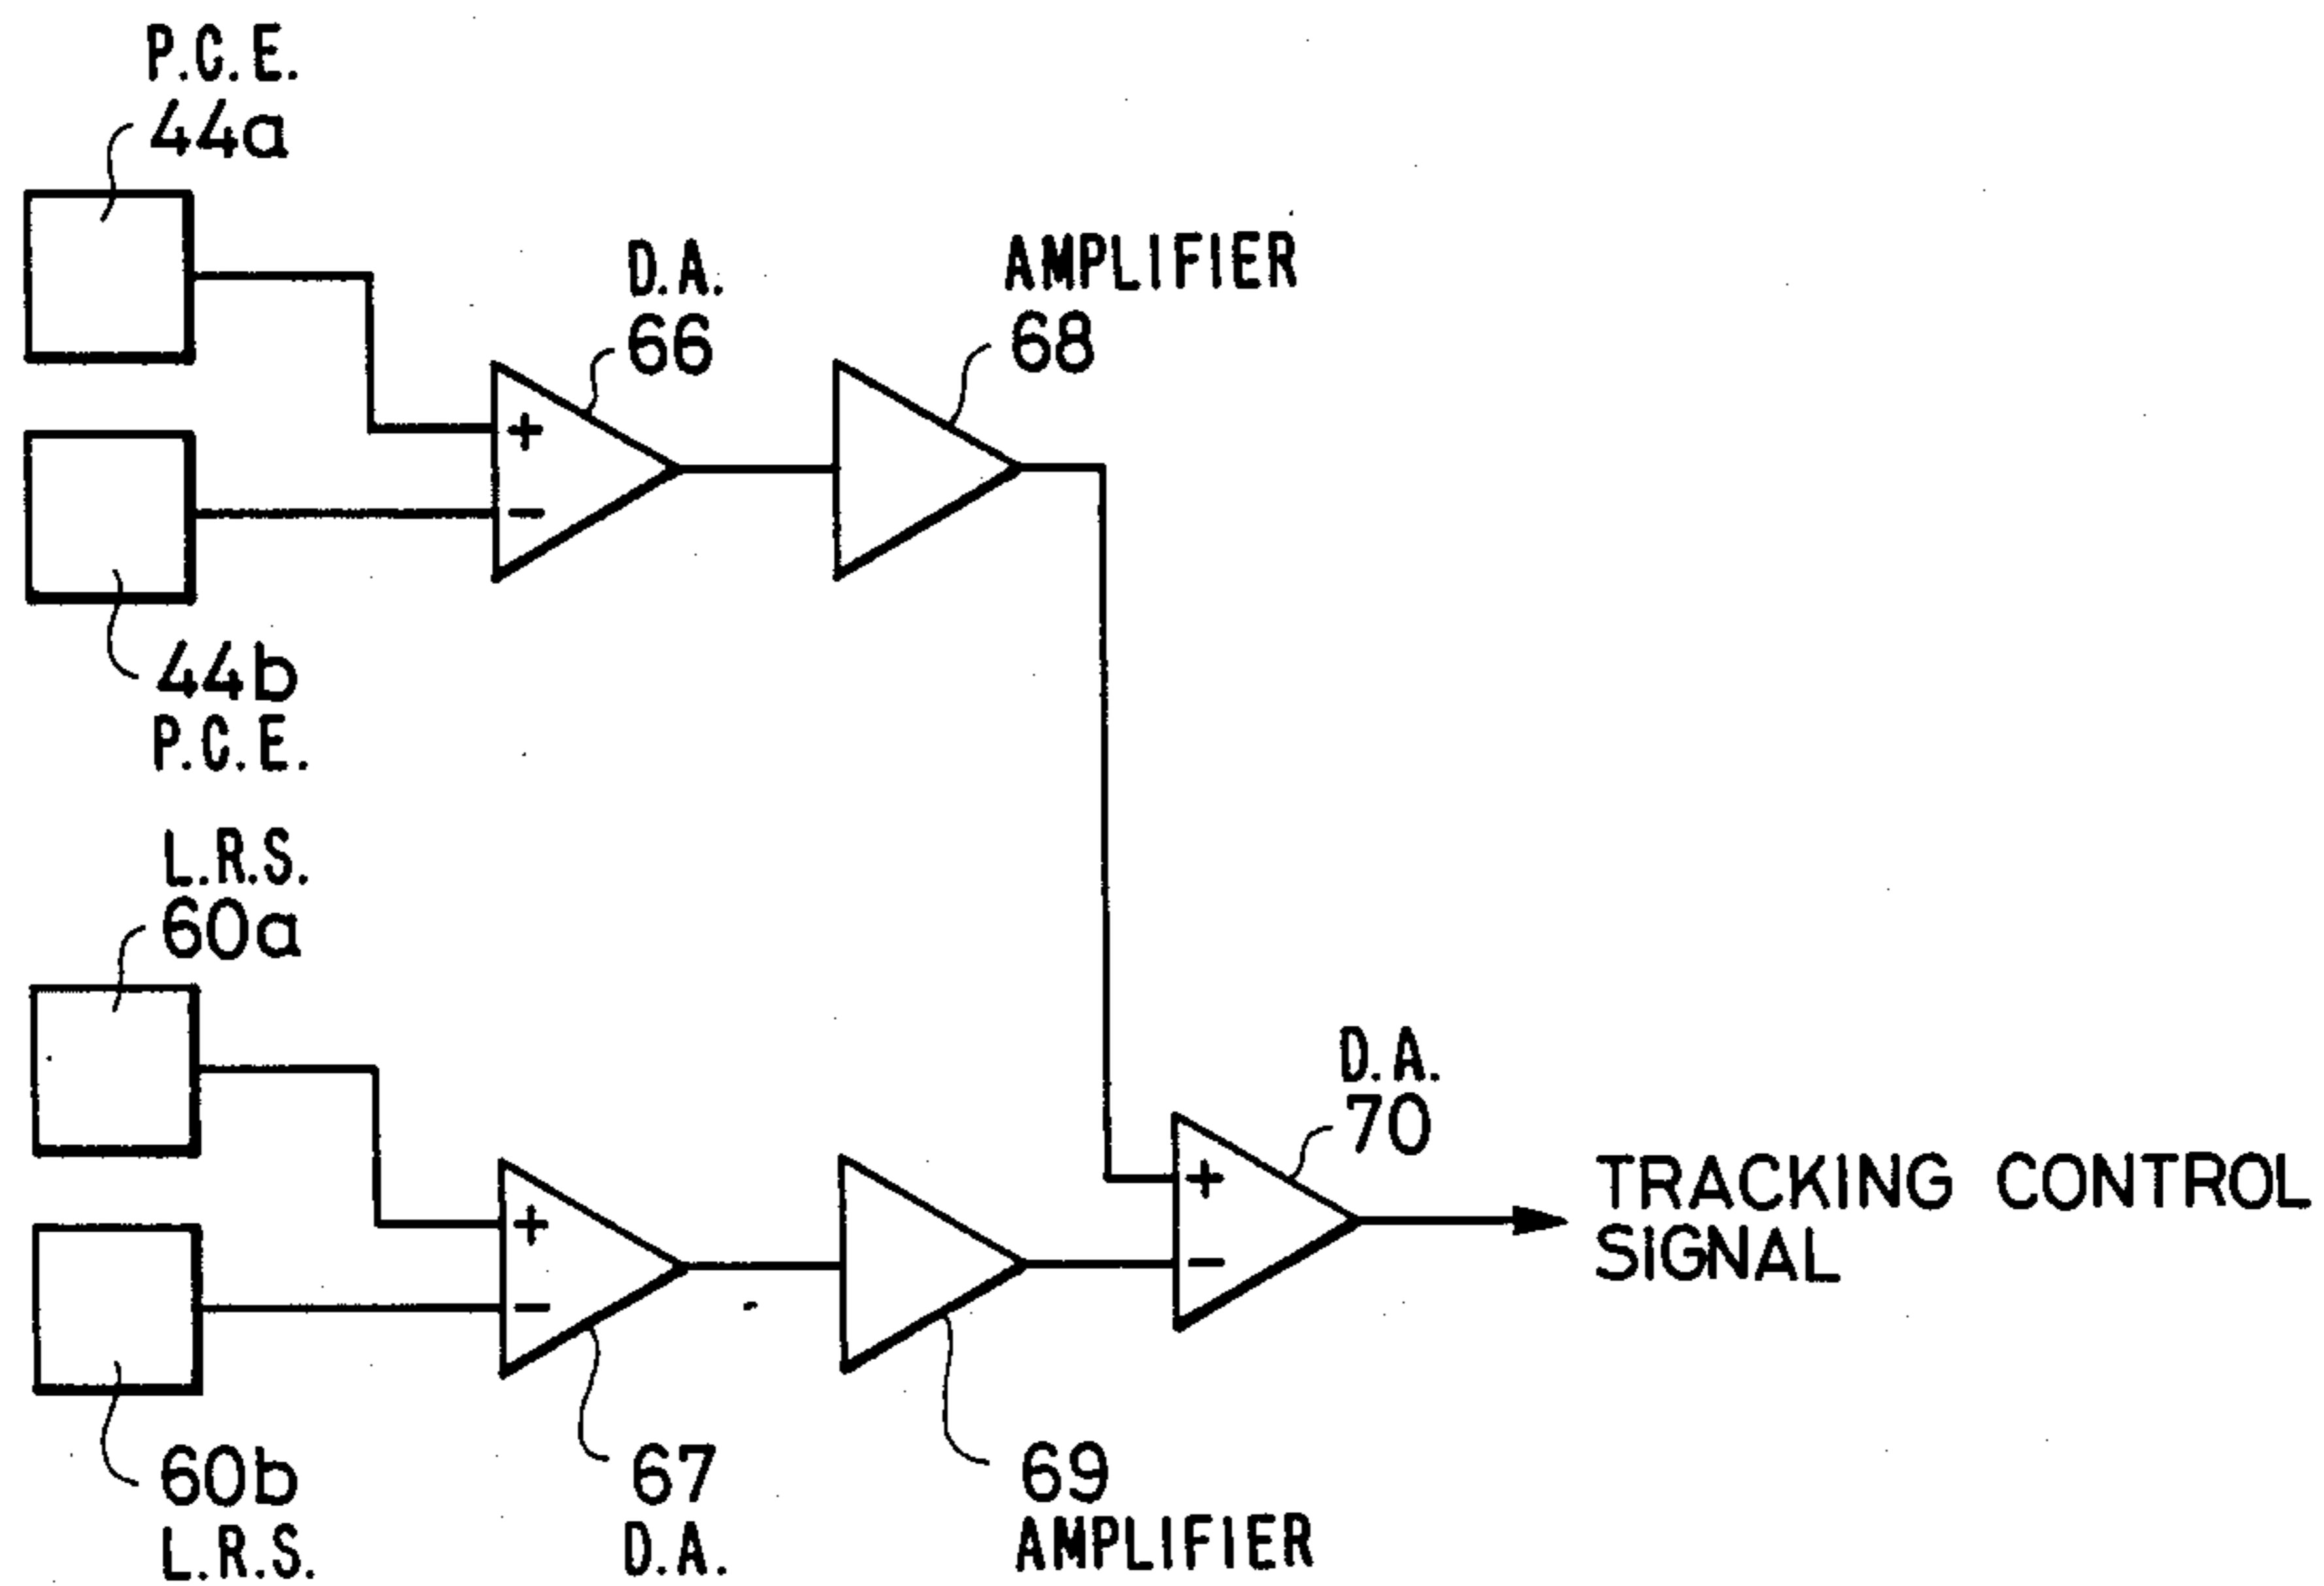 P.C.E.
44a
D.A.
66
AMPLIFIER
68
+
−
44b
P.C.E.
L.R.S.
60a
D.A.
70
+
−
TRACKING CONTROL
SIGNAL
+
−
60b
L.R.S.
67
D.A.
69
AMPLIFIER